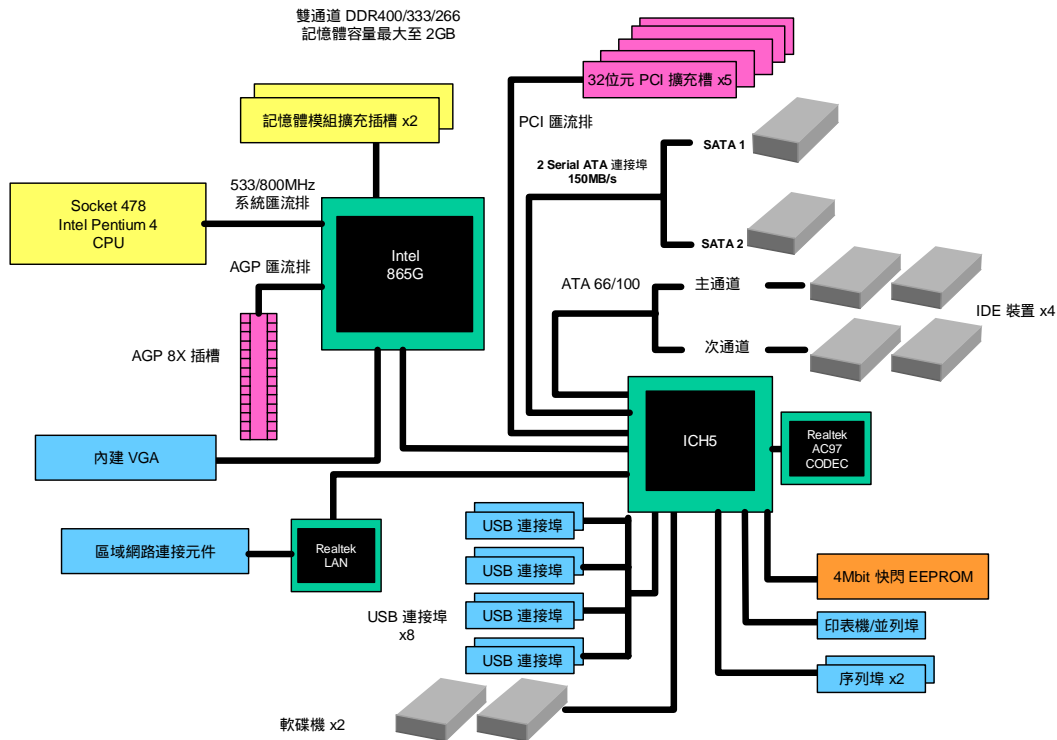 雙通道 DDR400/333/266
記憶體容量最大至 2GB
32位元 PCI 擴充槽 x5
記憶體模組擴充插槽 x2
PCI 匯流排
SATA 1
2 Serial ATA 連接埠
150MB/s
533/800MHz
系統匯流排
Socket 478
Intel Pentium 4
CPU
Intel
865G
SATA 2
AGP 匯流排
ATA 66/100
主通道
IDE 裝置 x4
次通道
AGP 8X 插槽
ICH5
Realtek
AC97
CODEC
內建 VGA
USB 連接埠
區域網路連接元件
Realtek
LAN
USB 連接埠
4Mbit 快閃 EEPROM
USB 連接埠
x8
USB 連接埠
印表機/並列埠
USB 連接埠
序列埠 x2
軟碟機 x2